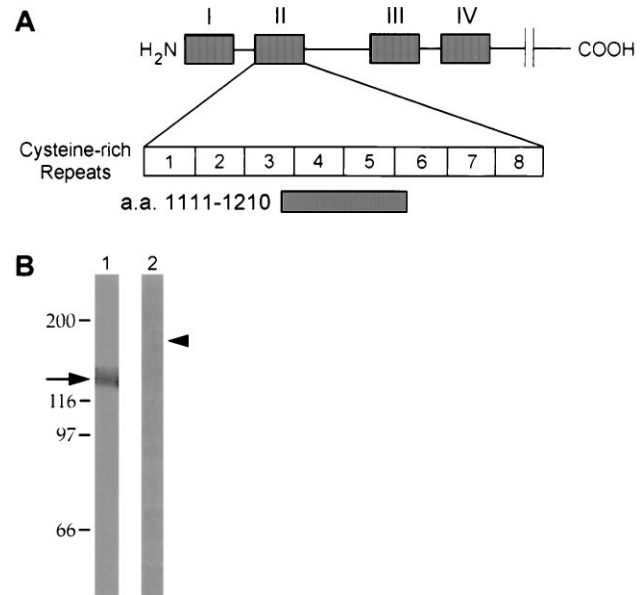 A
I II III IV
H2N COOH
Cysteine-rich
Repeats
1 2 3 4 5 6 7 8
a.a. 1111-1210
B
1 2
200
116
97
66